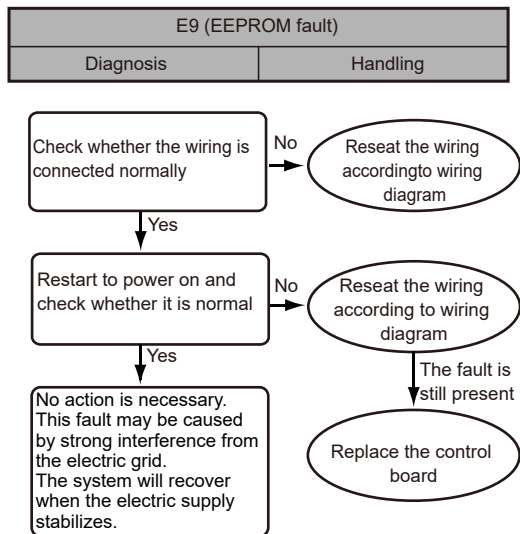 E9 (EEPROM fault)
Diagnosis
Handling
Check whether the wiring is
connected normally
No
Reseat the wiring
accordingto wiring
diagram
Yes
Restart to power on and
check whether it is normal
No
Reseat the wiring
according to wiring
diagram
Yes
The fault is
still present
No action is necessary.
This fault may be caused
by strong interference from
the electric grid.
The system will recover
when the electric supply
stabilizes.
Replace the control
board